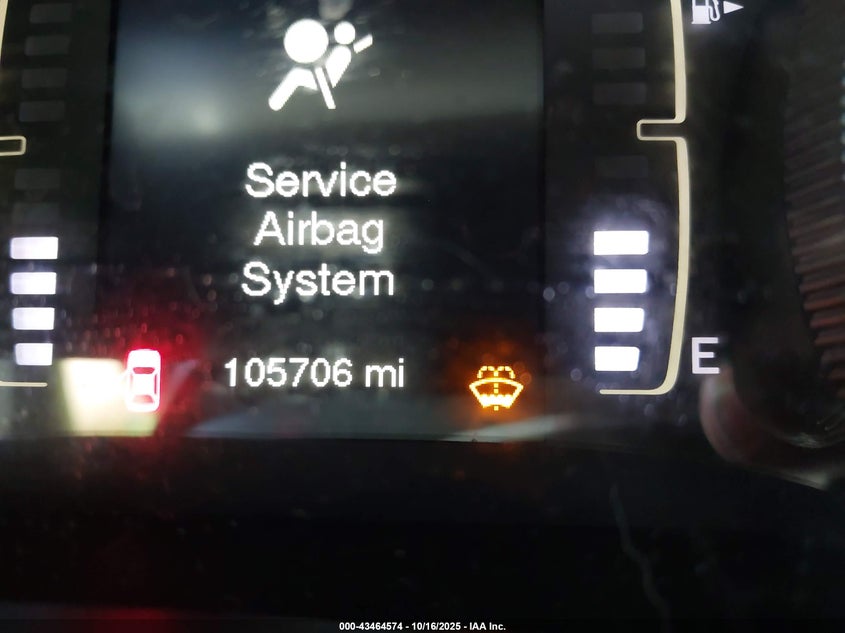 Service
Airbag
System
105706 mi
E
000-43464574 - 10/16/2025 - IAA Inc.